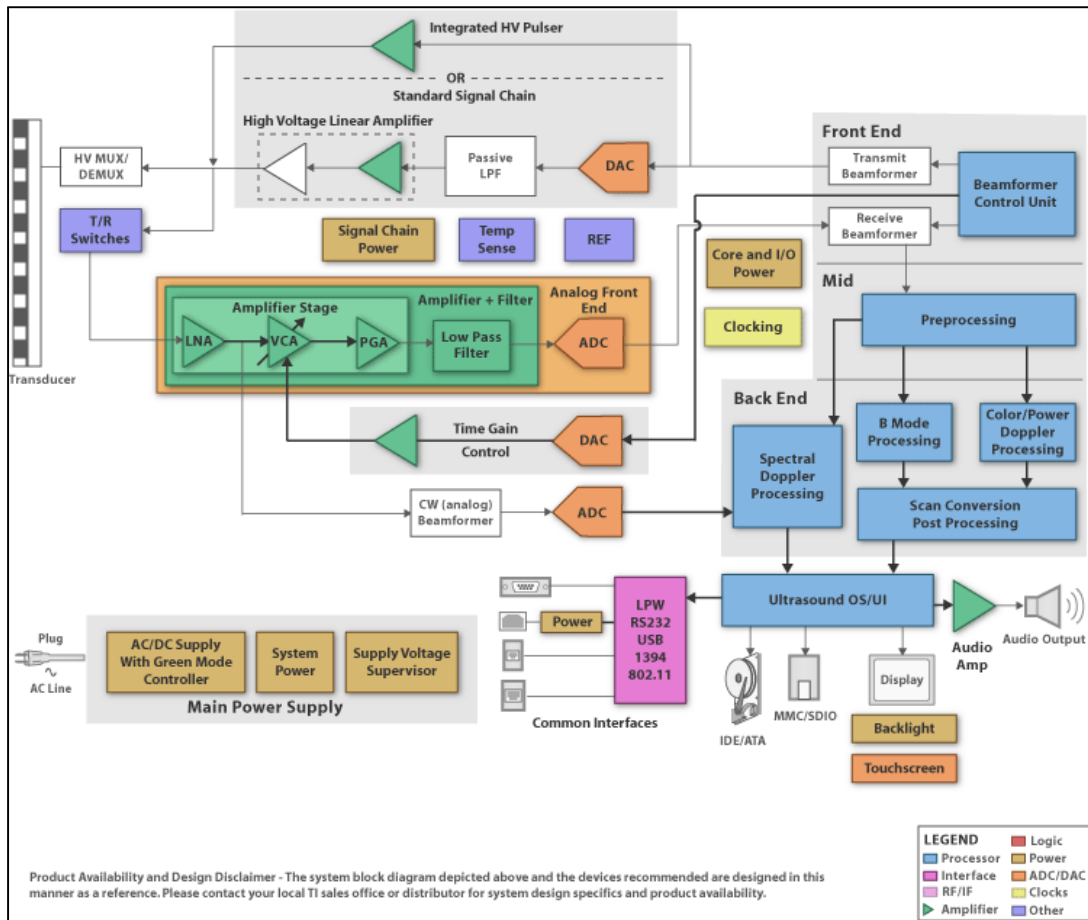 Integrated HV Pulser
OR
Standard Signal Chain
High Voltage Linear Amplifier
HV MUX/
DEMUX
Passive
LPF
DAC
Front End
Transmit
Beamformer
Beamformer
Control Unit
Receive
Beamformer
T/R
Switches
Signal Chain
Power
Temp
Sense
REF
Core and I/O
Power
Clocking
Mid
Preprocessing
Transducer
Amplifier Stage
LNA
VCA
PGA
Amplifier + Filter
Low Pass
Filter
Analog Front
End
ADC
Back End
B Mode
Processing
Color/Power
Doppler
Processing
Spectral
Doppler
Processing
Scan Conversion
Post Processing
Time Gain
Control
DAC
CW (analog)
Beamformer
ADC
Ultrasound OS/UI
LPW
RS232
USB
1394
802.11
Power
Common Interfaces
Audio
Amp
Audio Output
IDE/ATA
MMC/SDIO
Display
Backlight
Touchscreen
Plug
AC Line
AC/DC Supply
With Green Mode
Controller
System
Power
Supply Voltage
Supervisor
Main Power Supply
LEGEND
Processor
Interface
RF/IF
Amplifier
Logic
Power
ADC/DAC
Clocks
Other
Product Availability and Design Disclaimer - The system block diagram depicted above and the devices recommended are designed in this
manner as a reference. Please contact your local TI sales office or distributor for system design specifics and product availability.